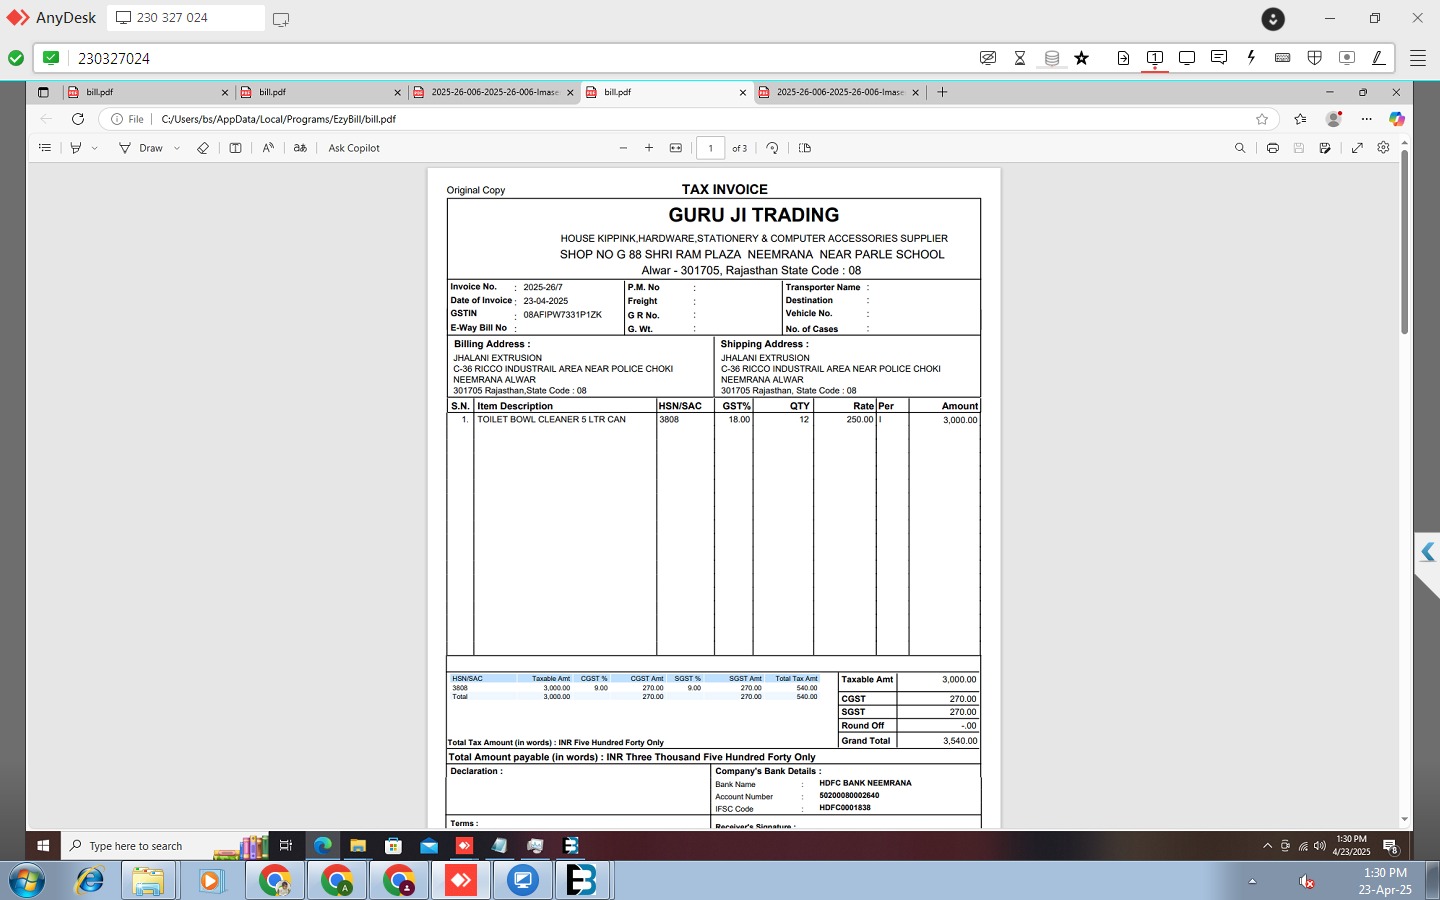 AnyDesk
230 327 024
230327024
bill.pdf
bill.pdf
2025-26-006-2025-26-006-Imase
bill.pdf
2025-26-006-2025-26-006-Imase
File
C:/Users/bs/AppData/Local/Programs/EzyBill/bill.pdf
Draw
Ask Copilot
1 of 3
Original Copy
TAX INVOICE
GURU JI TRADING
HOUSE KIPPINK,HARDWARE,STATIONERY & COMPUTER ACCESSORIES SUPPLIER
SHOP NO G 88 SHRI RAM PLAZA NEEMRANA NEAR PARLE SCHOOL
Alwar - 301705, Rajasthan State Code : 08
Invoice No. : 2025-26/7 P.M. No : Transporter Name :
Date of Invoice : 23-04-2025 Freight : Destination :
GSTIN : 08AFIPW7331P1ZK G R No. : Vehicle No. :
E-Way Bill No : G. Wt. : No. of Cases :
Billing Address : Shipping Address :
JHALANI EXTRUSION JHALANI EXTRUSION
C-36 RICCO INDUSTRAIL AREA NEAR POLICE CHOKI C-36 RICCO INDUSTRAIL AREA NEAR POLICE CHOKI
NEEMRANA ALWAR NEEMRANA ALWAR
301705 Rajasthan,State Code : 08 301705 Rajasthan, State Code : 08
S.N. Item Description HSN/SAC GST% QTY Rate Per Amount
1. TOILET BOWL CLEANER 5 LTR CAN 3808 18.00 12 250.00 l 3,000.00
HSN/SAC Taxable Amt CGST % CGST Amt SGST % SGST Amt Total Tax Amt
3808 3,000.00 9.00 270.00 9.00 270.00 540.00
Total 3,000.00 270.00 270.00 540.00
Taxable Amt 3,000.00
CGST 270.00
SGST 270.00
Round Off -.00
Grand Total 3,540.00
Total Tax Amount (in words) : INR Five Hundred Forty Only
Total Amount payable (in words) : INR Three Thousand Five Hundred Forty Only
Declaration : Company's Bank Details :
Bank Name : HDFC BANK NEEMRANA
Account Number : 50200080002640
IFSC Code : HDFC0001838
Terms : Receiver's Signature :
Type here to search
1:30 PM
4/23/2025
8
1:30 PM
23-Apr-25